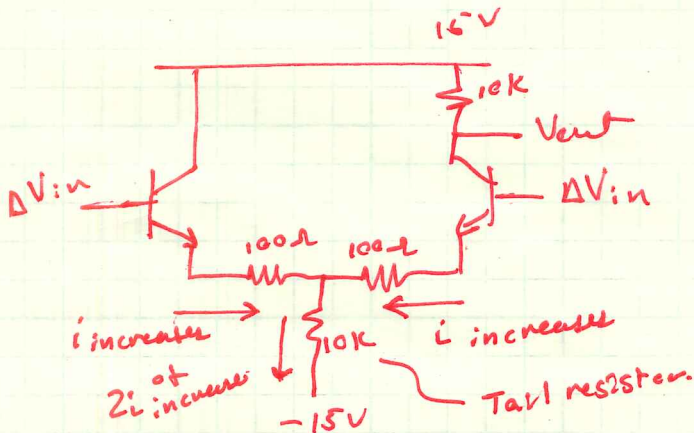 15V
10K
Vout
ΔVin
ΔVin
100Ω
100Ω
i increases
i increases
10K
2i of
increase
Tail resistor.
-15V